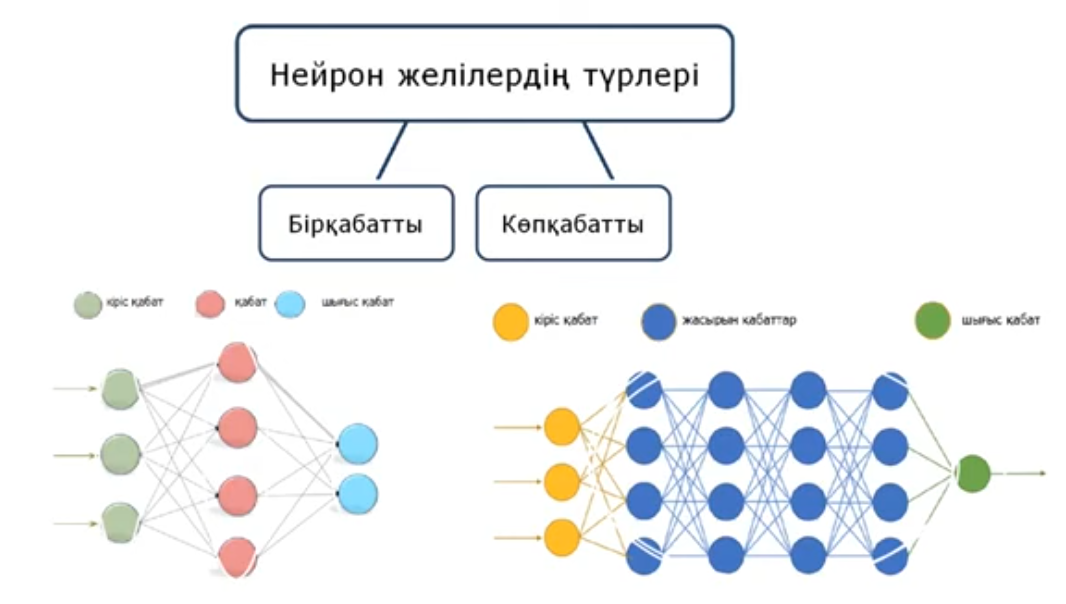 Нейрон желілердің түрлері
Бірқабатты
Көпқабатты
кіріс қабат
қабат
шығыс қабат
кіріс қабат
жасырын қабаттар
шығыс қабат